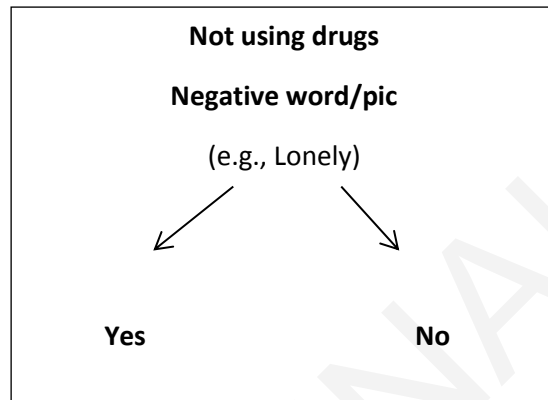 Not using drugs
Negative word/pic
(e.g., Lonely)
Yes No